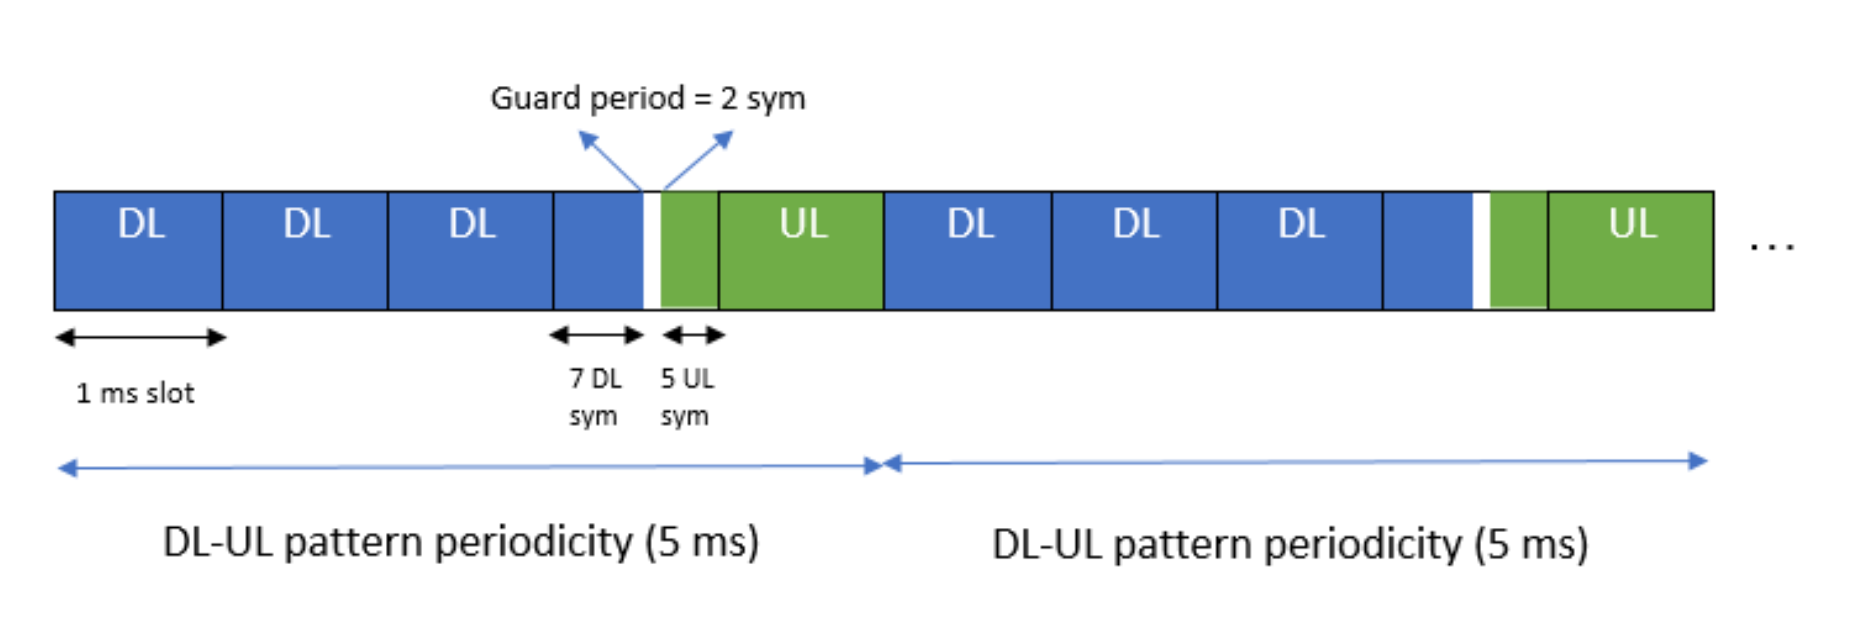 Guard period = 2 sym
DL DL DL UL DL DL DL UL ...
1 ms slot
7 DL
sym
5 UL
sym
DL-UL pattern periodicity (5 ms)
DL-UL pattern periodicity (5 ms)